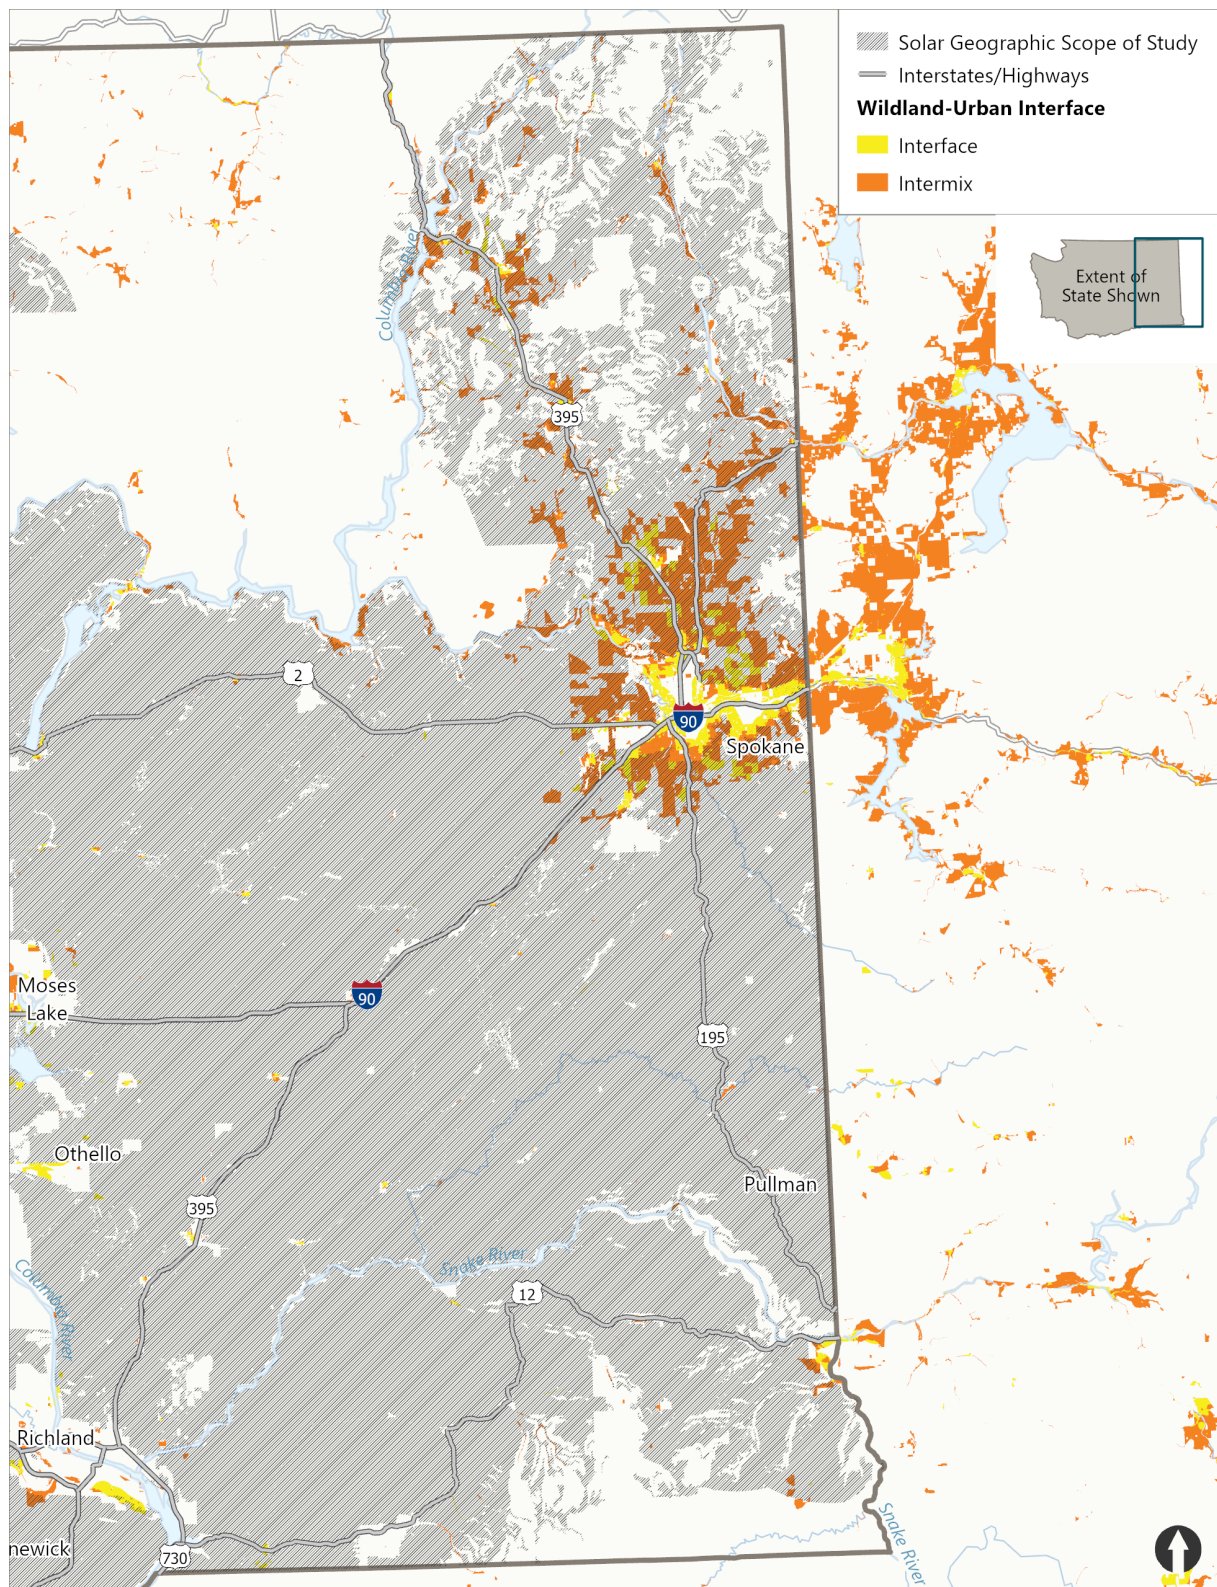 Solar Geographic Scope of Study
Interstates/Highways
Wildland-Urban Interface
Interface
Intermix
Extent of
State Shown
Columbia River
395
2
90
Spokane
Moses
Lake
90
195
Othello
Pullman
395
Snake River
12
Columbia River
Richland
newick
730
Snake River